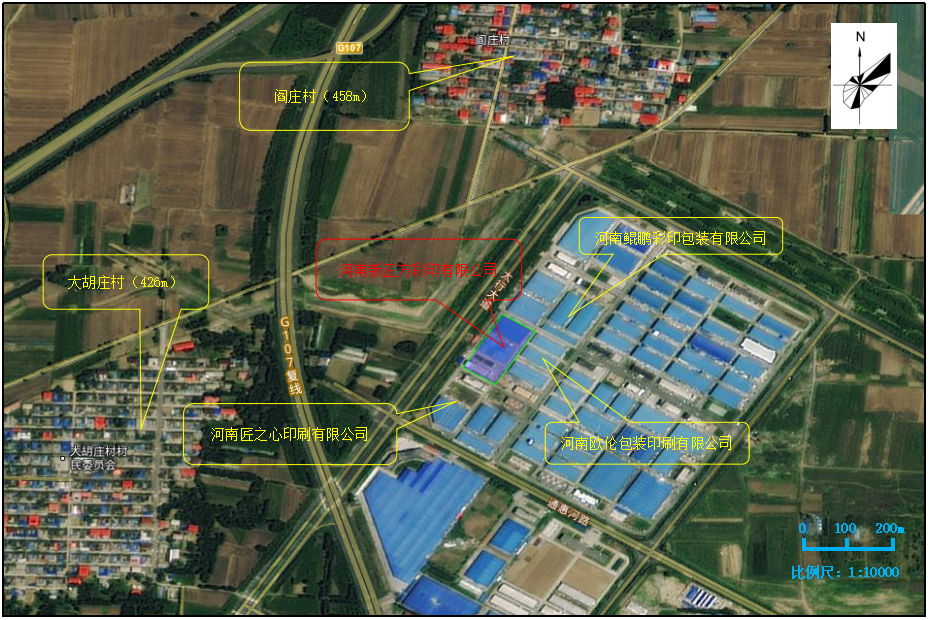 G107
阎庄村
N
阎庄村（458m）
河南鲲鹏彩印包装有限公司
大胡庄村（426m）
G107复线
河南匠之心印刷有限公司
河南欧伦包装印刷有限公司
大胡庄村村
民委员会
通惠河路
0 100 200m
比例尺：1:10000